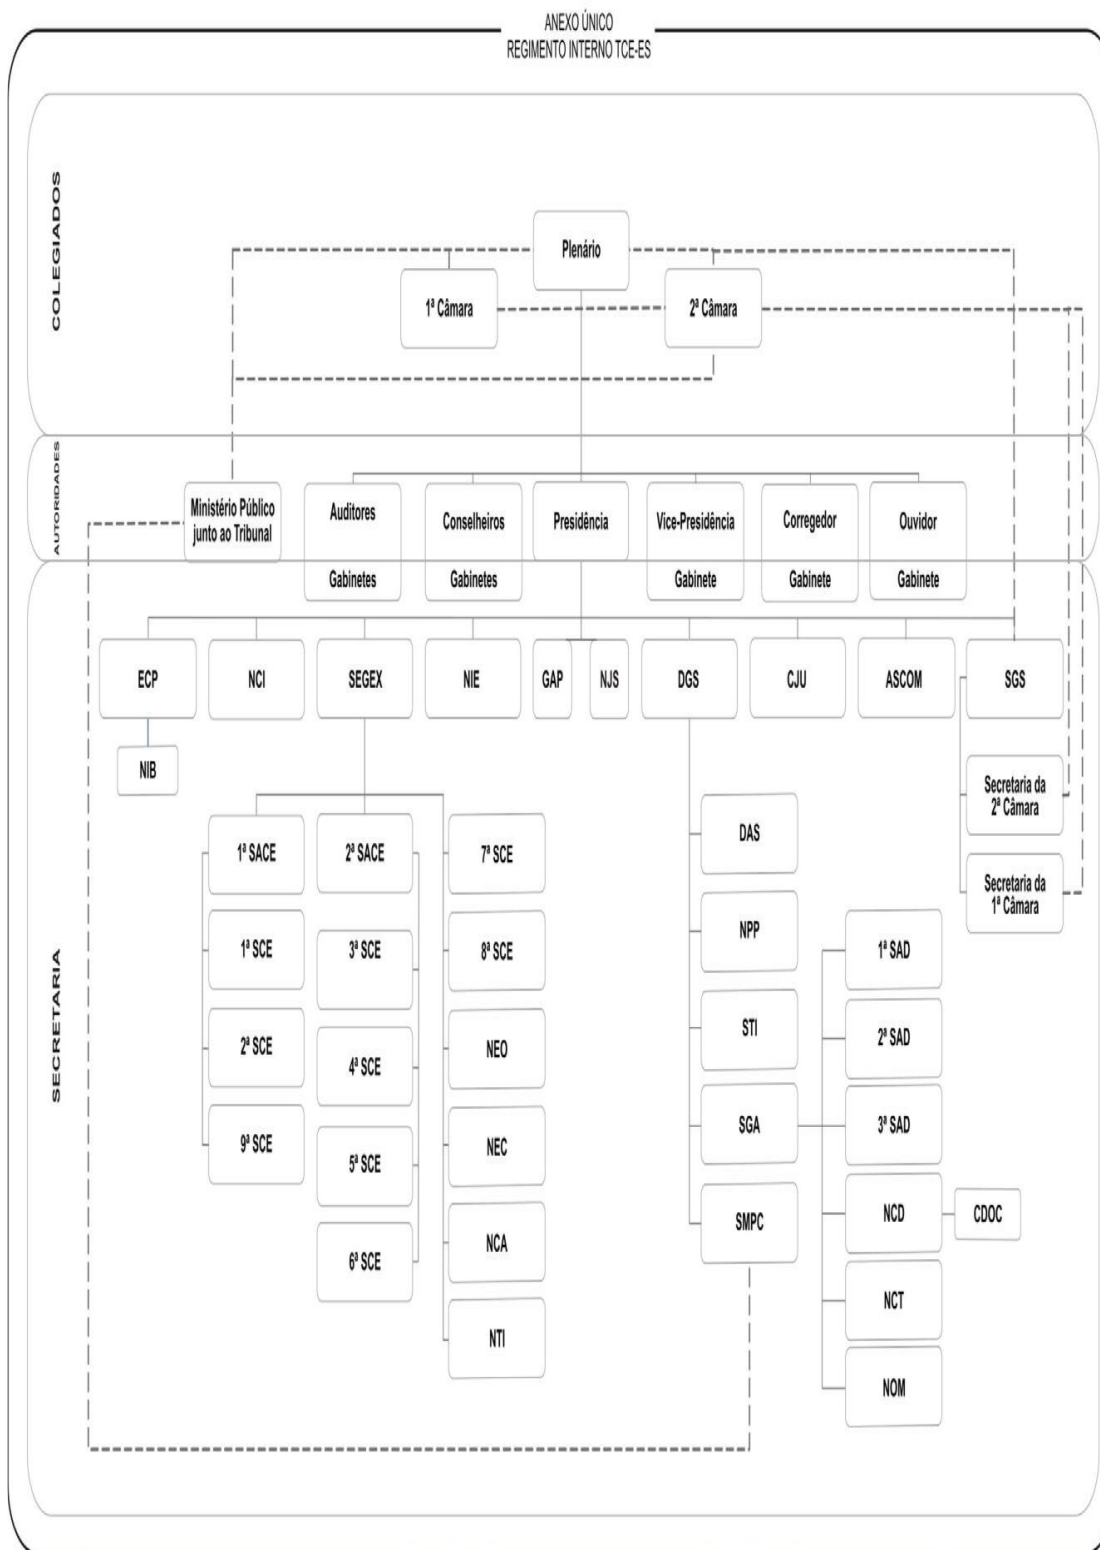 ANEXO ÚNICO
REGIMENTO INTERNO TCE-ES
COLEGIADOS
Plenário
1ª Câmara
2ª Câmara
AUTORIDADES
Ministério Público
junto ao Tribunal
Auditores
Gabinetes
Conselheiros
Gabinetes
Presidência
Vice-Presidência
Gabinete
Corregedor
Gabinete
Ouvidor
Gabinete
SECRETARIA
ECP
NCI
SEGEX
NIE
GAP
NJS
DGS
CJU
ASCOM
SGS
NIB
Secretaria da
2ª Câmara
Secretaria da
1ª Câmara
1ª SACE
1ª SCE
2ª SCE
9ª SCE
2ª SACE
3ª SCE
4ª SCE
5ª SCE
6ª SCE
7ª SCE
8ª SCE
NEO
NEC
NCA
NTI
DAS
NPP
STI
SGA
SMPC
1ª SAD
2ª SAD
3ª SAD
NCD
CDOC
NCT
NOM